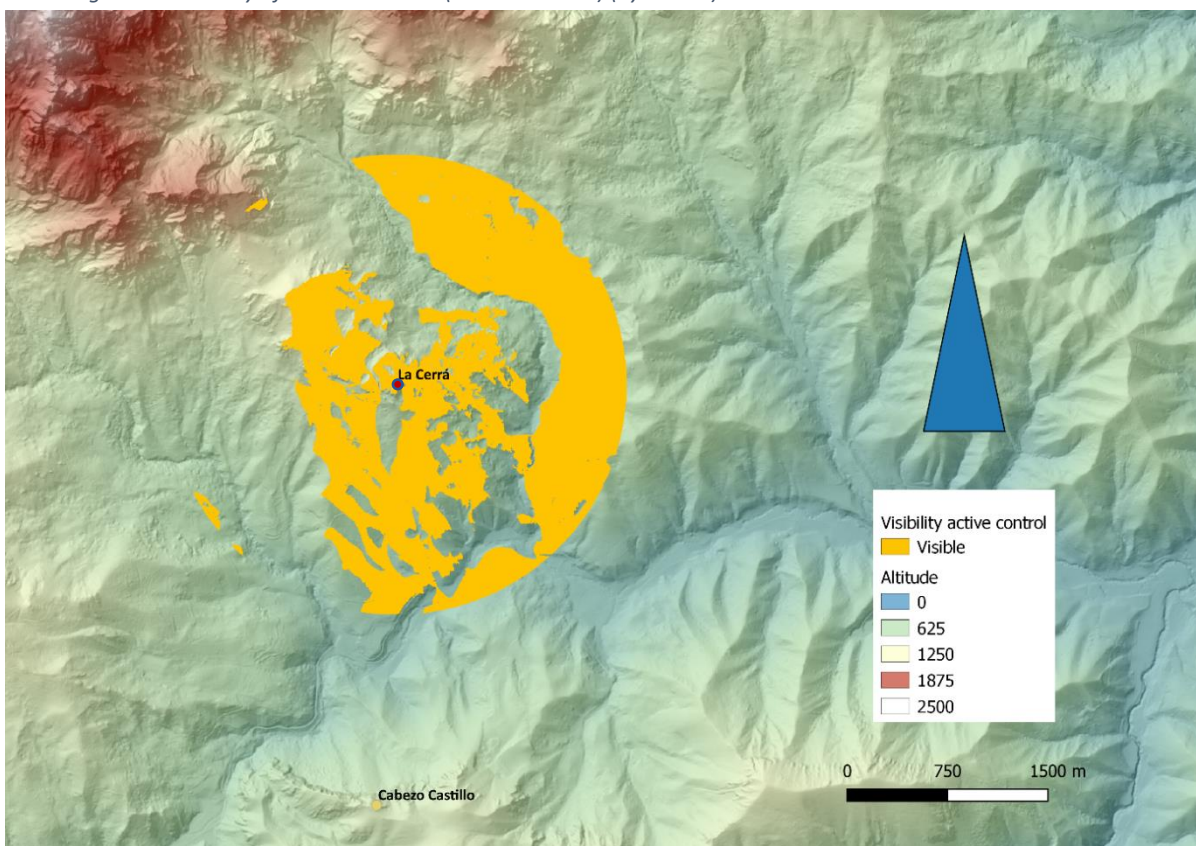 La Cerrá
Visibility active control
Visible
Altitude
0
625
1250
1875
2500
0 750 1500 m
Cabezo Castillo